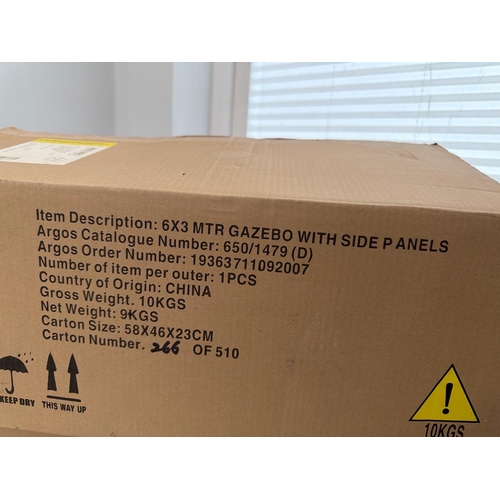 Item Description: 6X3 MTR GAZEBO WITH SIDE P ANELS
Argos Catalogue Number: 650/1479 (D)
Argos Order Number: 19363711092007
Number of item per outer: 1PCS
Country of Origin: CHINA
Gross Weight. 10KGS
Net Weight: 9KGS
Carton Size: 58X46X23CM
Carton Number. 266 OF 510
KEEP DRY
THIS WAY UP
10KGS